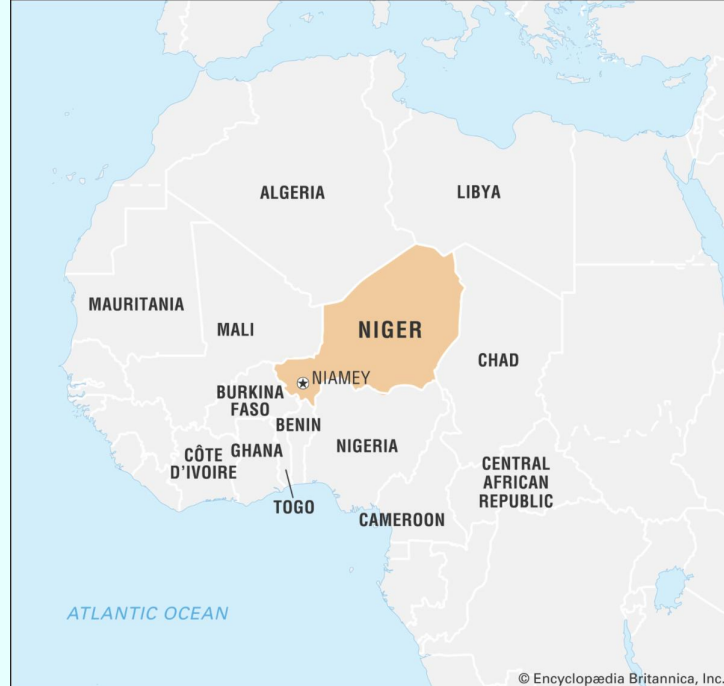 ALGERIA
LIBYA
MAURITANIA
MALI
NIGER
CHAD
NIAMEY
BURKINA
FASO
BENIN
NIGERIA
CÔTE
D'IVOIRE
GHANA
TOGO
CENTRAL
AFRICAN
REPUBLIC
CAMEROON
ATLANTIC OCEAN
© Encyclopædia Britannica, Inc.